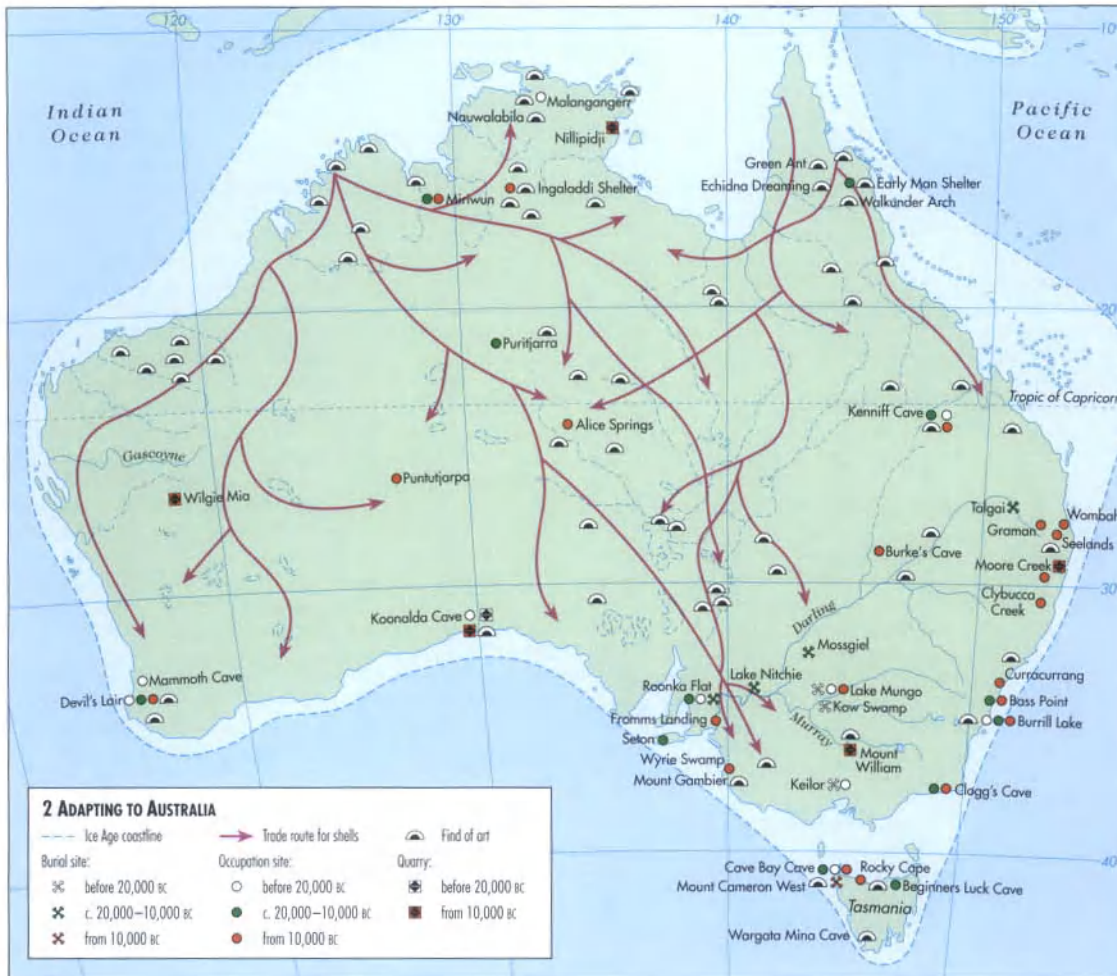 120°
130°
140°
150°
10°
Indian
Ocean
Pacific
Ocean
Malangangerr
Nauwalabila
Nillipidji
Green Ant
Echidna Dreaming
Early Man Shelter
Walkunder Arch
Miriwun
Ingaladdi Shelter
20°
Puritjarra
Tropic of Capricorn
Kenniff Cave
Alice Springs
Gascoyne
Puntutjarpa
Wilgie Mia
Talgai
Wombah
Graman
Seelands
Burke's Cave
Moore Creek
Clybucca
Creek
30°
Koonalda Cave
Darling
Mossgiel
Mammoth Cave
Devil's Lair
Lake Nitchie
Curracurrang
Roonka Flat
Lake Mungo
Bass Point
Kow Swamp
Fromms Landing
Murray
Burrill Lake
Seton
Mount
William
Wyrie Swamp
Mount Gambier
Keilor
Clogg's Cave
40°
Cave Bay Cave
Rocky Cape
Mount Cameron West
Beginners Luck Cave
Tasmania
Wargata Mina Cave
2 ADAPTING TO AUSTRALIA
Ice Age coastline
Trade route for shells
Find of art
Burial site:
Occupation site:
Quarry:
before 20,000 BC
before 20,000 BC
before 20,000 BC
c. 20,000–10,000 BC
c. 20,000–10,000 BC
from 10,000 BC
from 10,000 BC
from 10,000 BC